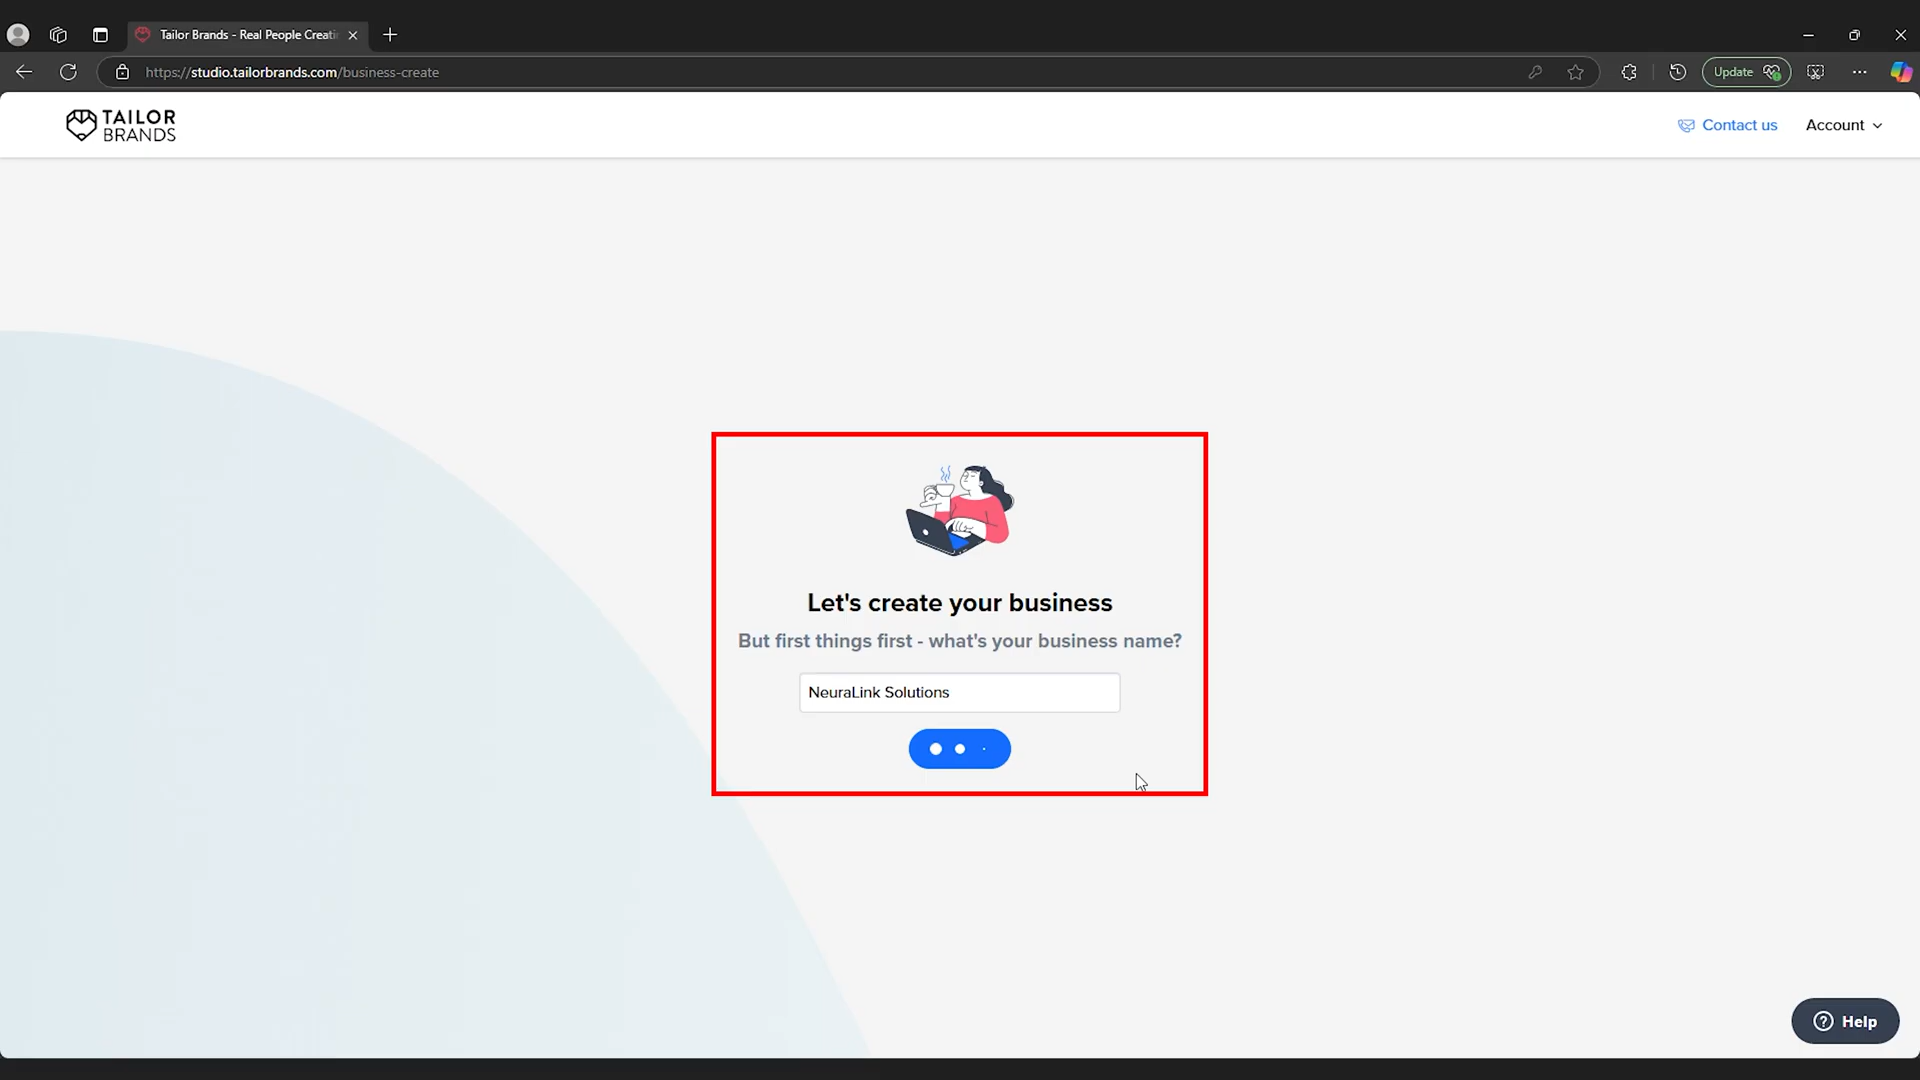 Tailor Brands - Real People Creati
https://studio.tailorbrands.com/business-create
Update
TAILOR
BRANDS
Contact us
Account
Let's create your business
But first things first - what's your business name?
NeuraLink Solutions
Help